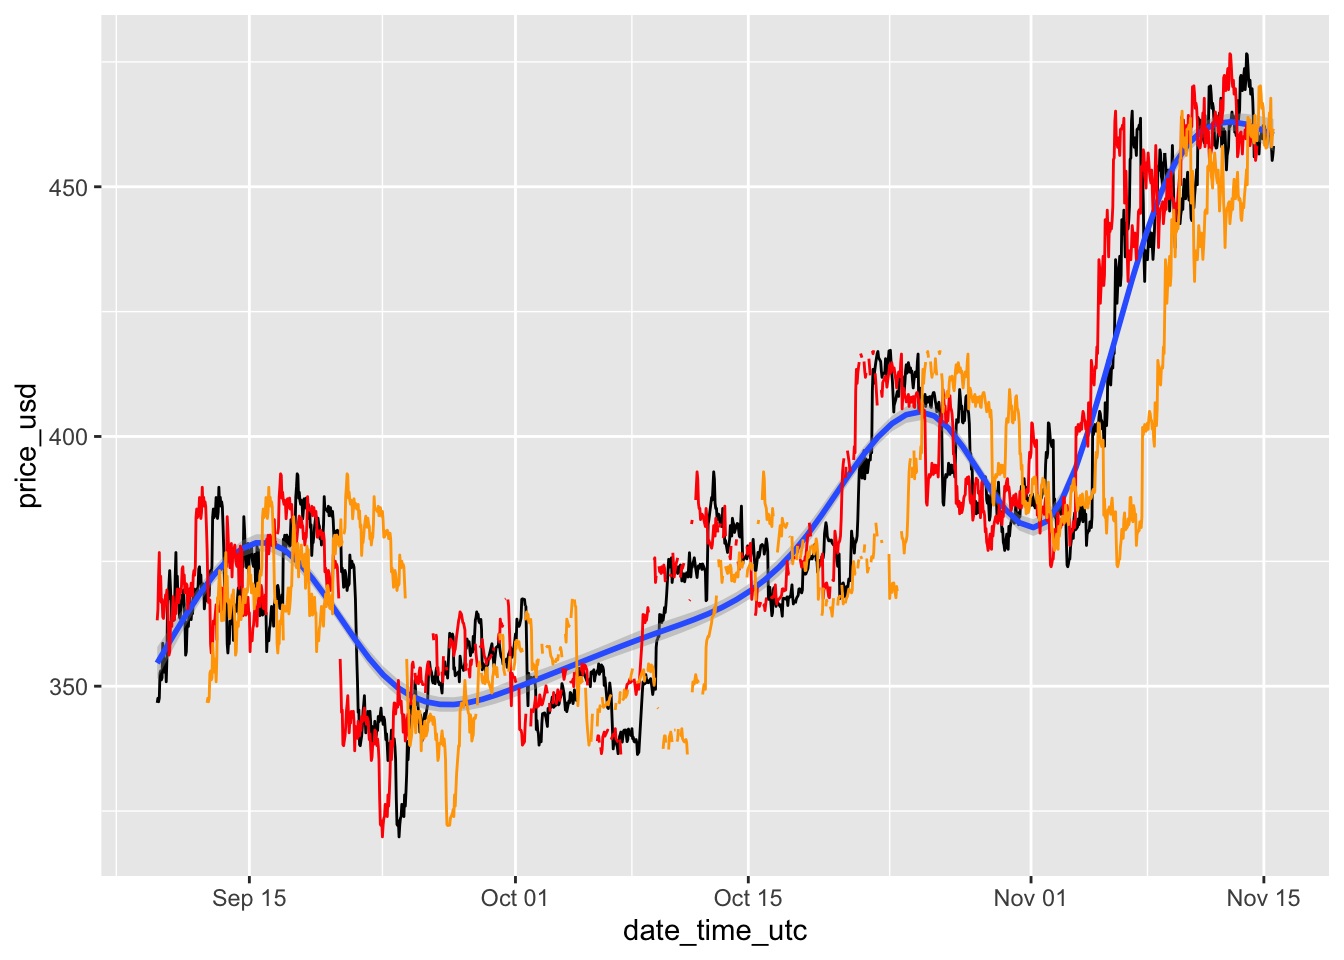 price_usd
450
400
350
Sep 15
Oct 01
Oct 15
Nov 01
Nov 15
date_time_utc